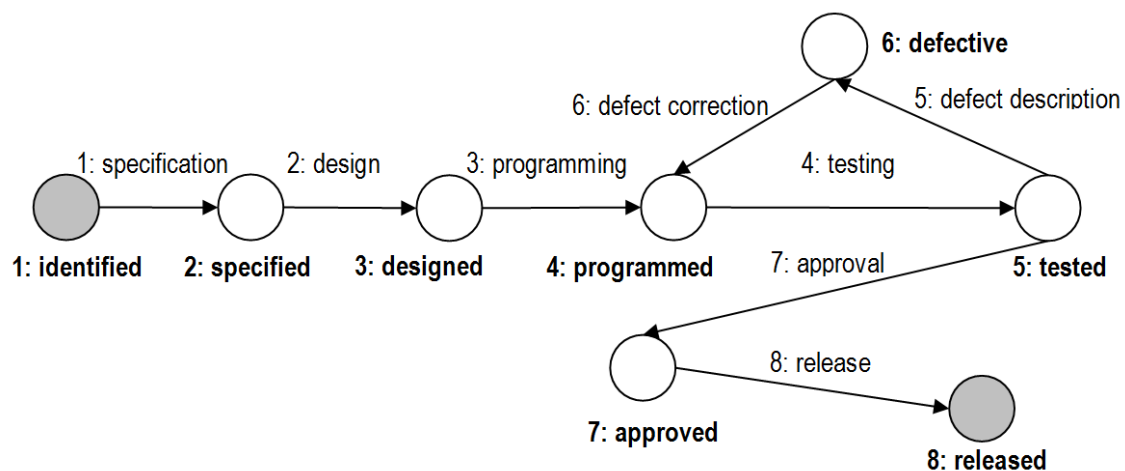 6: defective
6: defect correction
5: defect description
1: specification
2: design
3: programming
4: testing
1: identified
2: specified
3: designed
4: programmed
7: approval
5: tested
8: release
7: approved
8: released